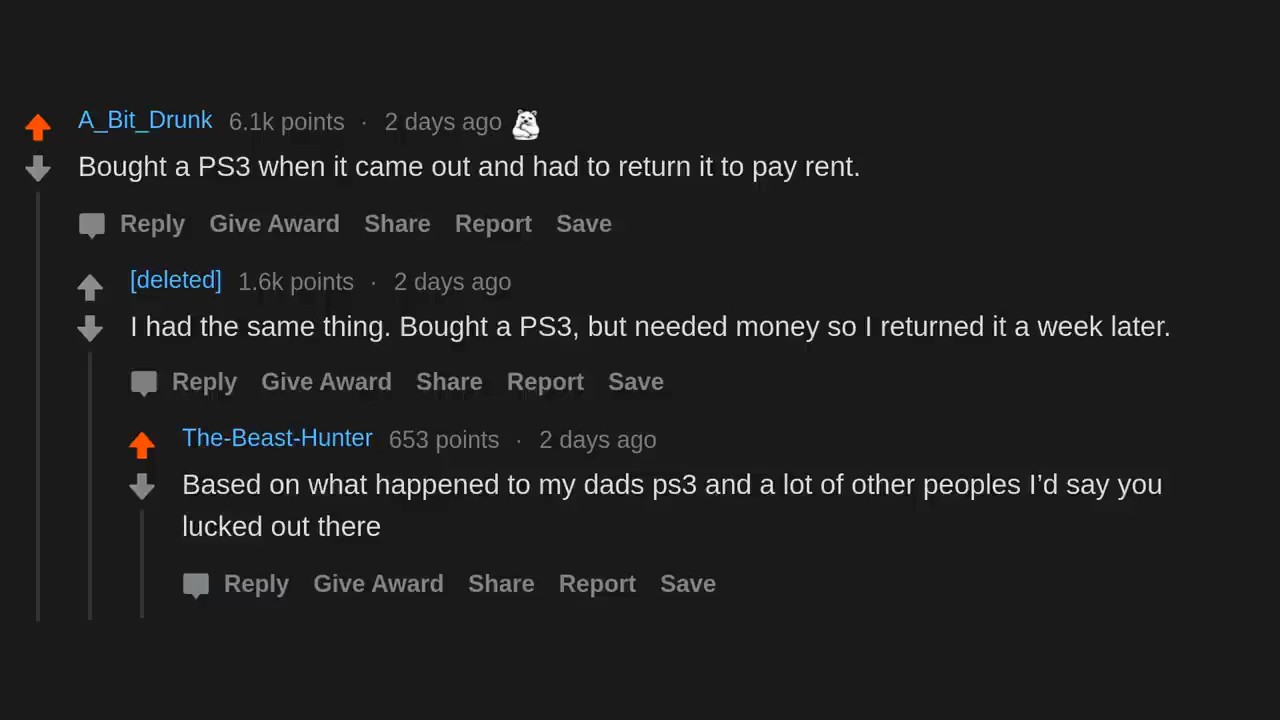 A_Bit_Drunk 6.1k points · 2 days ago
Bought a PS3 when it came out and had to return it to pay rent.
Reply Give Award Share Report Save
[deleted] 1.6k points · 2 days ago
I had the same thing. Bought a PS3, but needed money so I returned it a week later.
Reply Give Award Share Report Save
The-Beast-Hunter 653 points · 2 days ago
Based on what happened to my dads ps3 and a lot of other peoples I’d say you
lucked out there
Reply Give Award Share Report Save